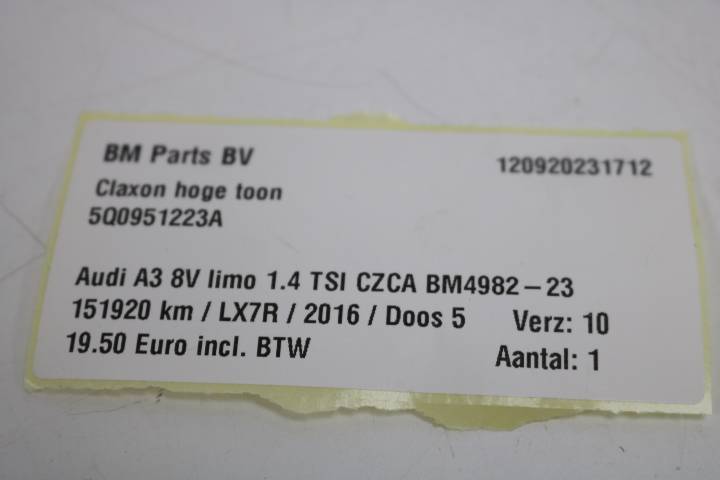 BM Parts BV 120920231712
Claxon hoge toon
5Q0951223A
Audi A3 8V limo 1.4 TSI CZCA BM4982-23
151920 km / LX7R / 2016 / Doos 5 Verz: 10
19.50 Euro incl. BTW Aantal: 1